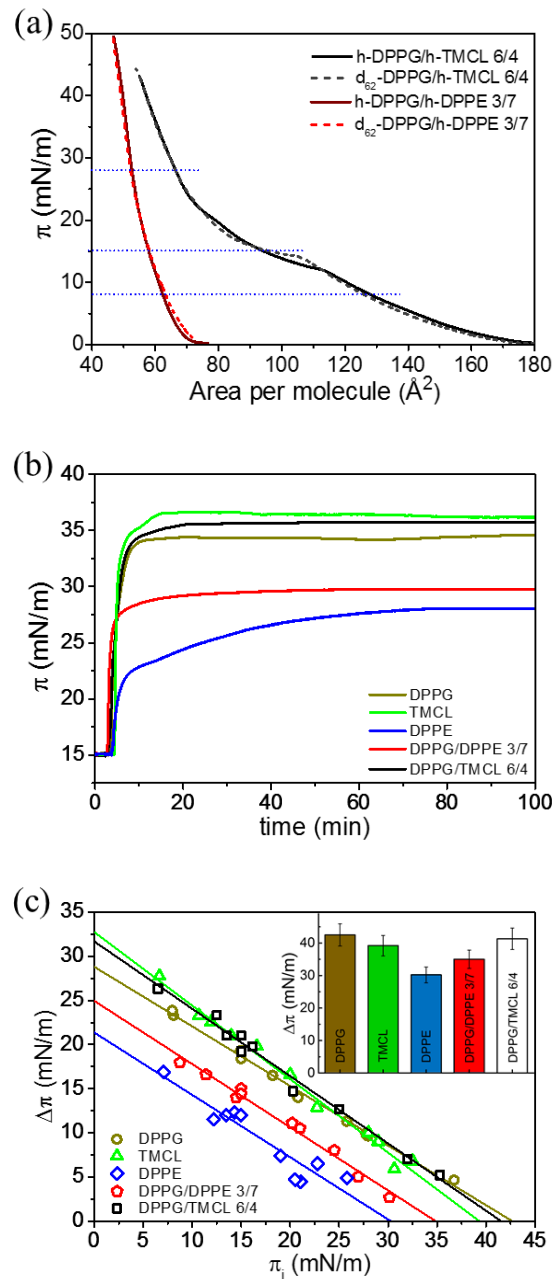 (a)
50
40
30
20
10
0
π (mN/m)
h-DPPG/h-TMCL 6/4
d₆₂-DPPG/h-TMCL 6/4
h-DPPG/h-DPPE 3/7
d₆₂-DPPG/h-DPPE 3/7
40 60 80 100 120 140 160 180
Area per molecule (Å²)
(b)
40
35
30
25
20
15
π (mN/m)
DPPG
TMCL
DPPE
DPPG/DPPE 3/7
DPPG/TMCL 6/4
0 20 40 60 80 100
time (min)
(c)
35
30
25
20
15
10
5
0
Δπ (mN/m)
40
30
20
10
0
Δπ (mN/m)
DPPG
TMCL
DPPE
DPPG/DPPE 3/7
DPPG/TMCL 6/4
DPPG
TMCL
DPPE
DPPG/DPPE 3/7
DPPG/TMCL 6/4
0 5 10 15 20 25 30 35 40 45
πᵢ (mN/m)